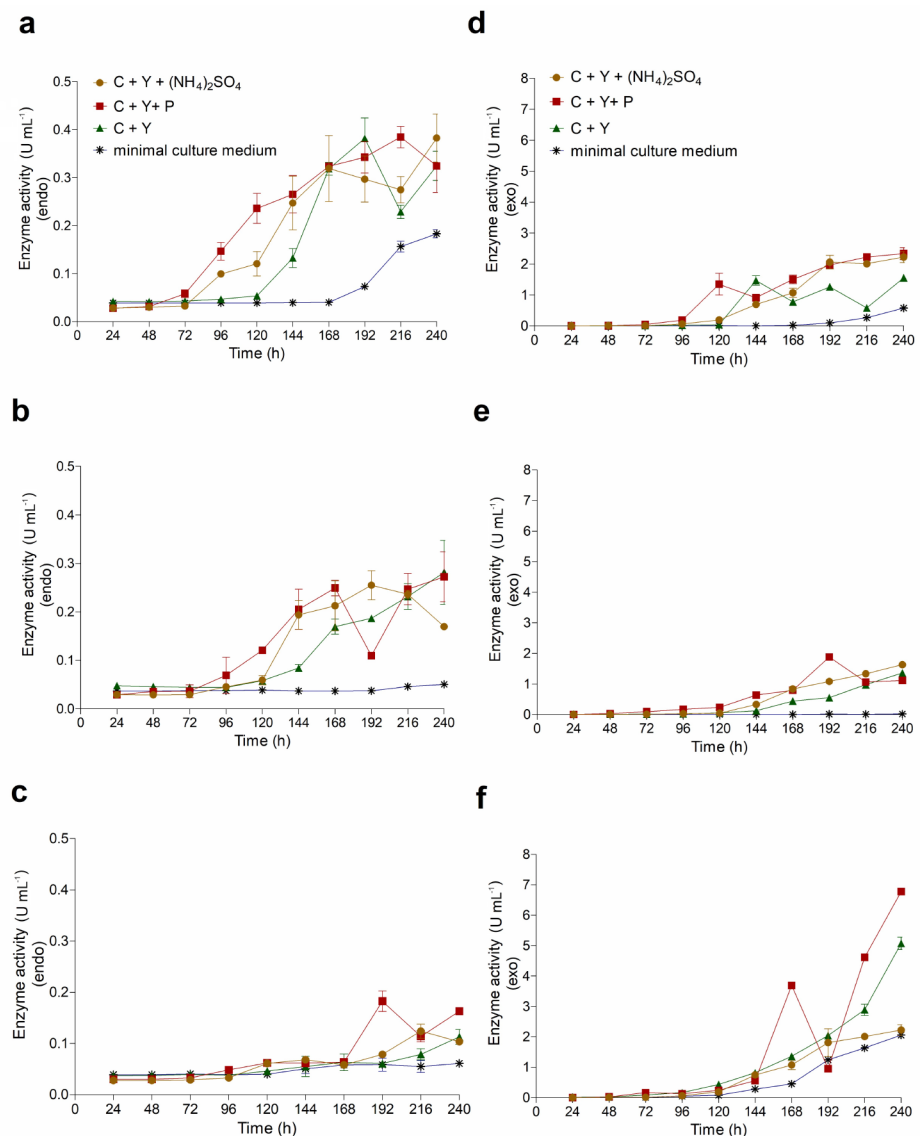 a
Enzyme activity (U mL⁻¹)
(endo)
0.5
0.4
0.3
0.2
0.1
0.0
C + Y + (NH₄)₂SO₄
C + Y+ P
C + Y
minimal culture medium
0 24 48 72 96 120 144 168 192 216 240
Time (h)
d
Enzyme activity (U mL⁻¹)
(exo)
8
7
6
5
4
3
2
1
0
C + Y + (NH₄)₂SO₄
C + Y+ P
C + Y
minimal culture medium
0 24 48 72 96 120 144 168 192 216 240
Time (h)
b
Enzyme activity (U mL⁻¹)
(endo)
0.5
0.4
0.3
0.2
0.1
0.0
0 24 48 72 96 120 144 168 192 216 240
Time (h)
e
Enzyme activity (U mL⁻¹)
(exo)
8
7
6
5
4
3
2
1
0
0 24 48 72 96 120 144 168 192 216 240
Time (h)
c
Enzyme activity (U mL⁻¹)
(endo)
0.5
0.4
0.3
0.2
0.1
0.0
0 24 48 72 96 120 144 168 192 216 240
Time (h)
f
Enzyme activity (U mL⁻¹)
(exo)
8
7
6
5
4
3
2
1
0
0 24 48 72 96 120 144 168 192 216 240
Time (h)